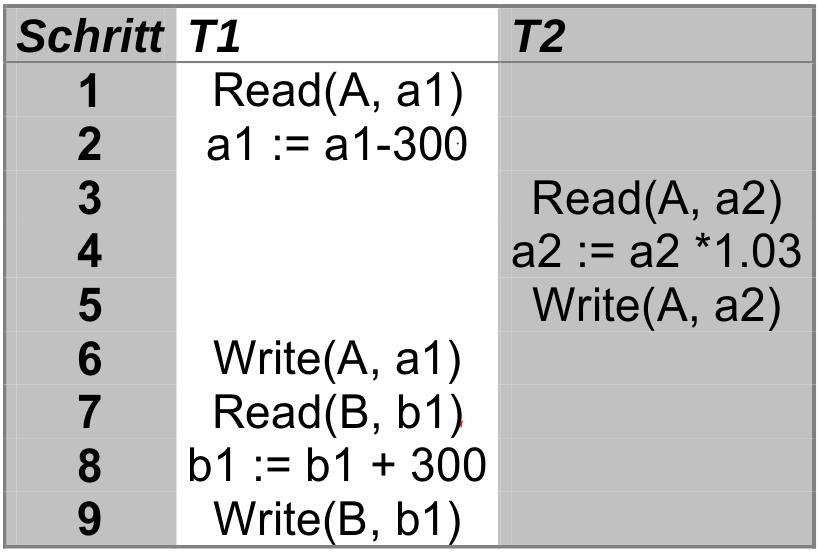 Schritt T1 T2
1 Read(A, a1)
2 a1 := a1-300
3 Read(A, a2)
4 a2 := a2 *1.03
5 Write(A, a2)
6 Write(A, a1)
7 Read(B, b1)
8 b1 := b1 + 300
9 Write(B, b1)